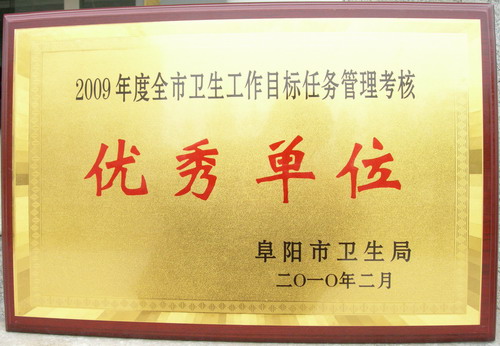 2009年度全市卫生工作目标任务管理考核
优秀单位
阜阳市卫生局
二〇一〇年二月